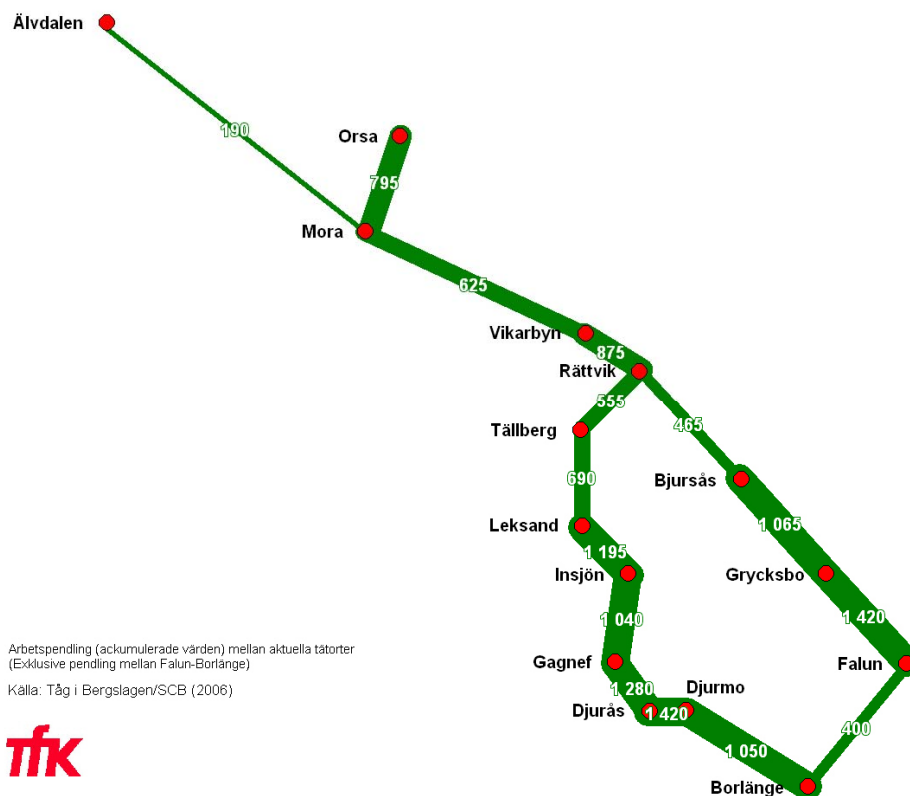 Älvdalen
190
Orsa
795
Mora
625
Vikarbyn
875
Rättvik
555
465
Tällberg
690
Bjursås
Leksand
1 065
1 195
Insjön
Grycksbo
1 040
1 420
Arbetspendling (ackumulerade värden) mellan aktuella tätorter
(Exklusive pendling mellan Falun-Borlänge)
Källa: Tåg i Bergslagen/SCB (2006)
Gagnef
Falun
1 280
Djurmo
Djurås
1 420
400
1 050
Borlänge
TfK